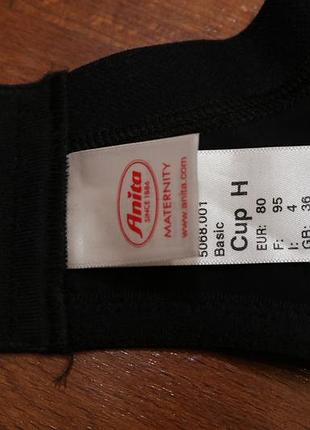 Anita
SINCE 1886
MATERNITY
www.anita.com
5068.001
Basic
Cup H
EUR: 80
F: 95
I: 4
GB: 36